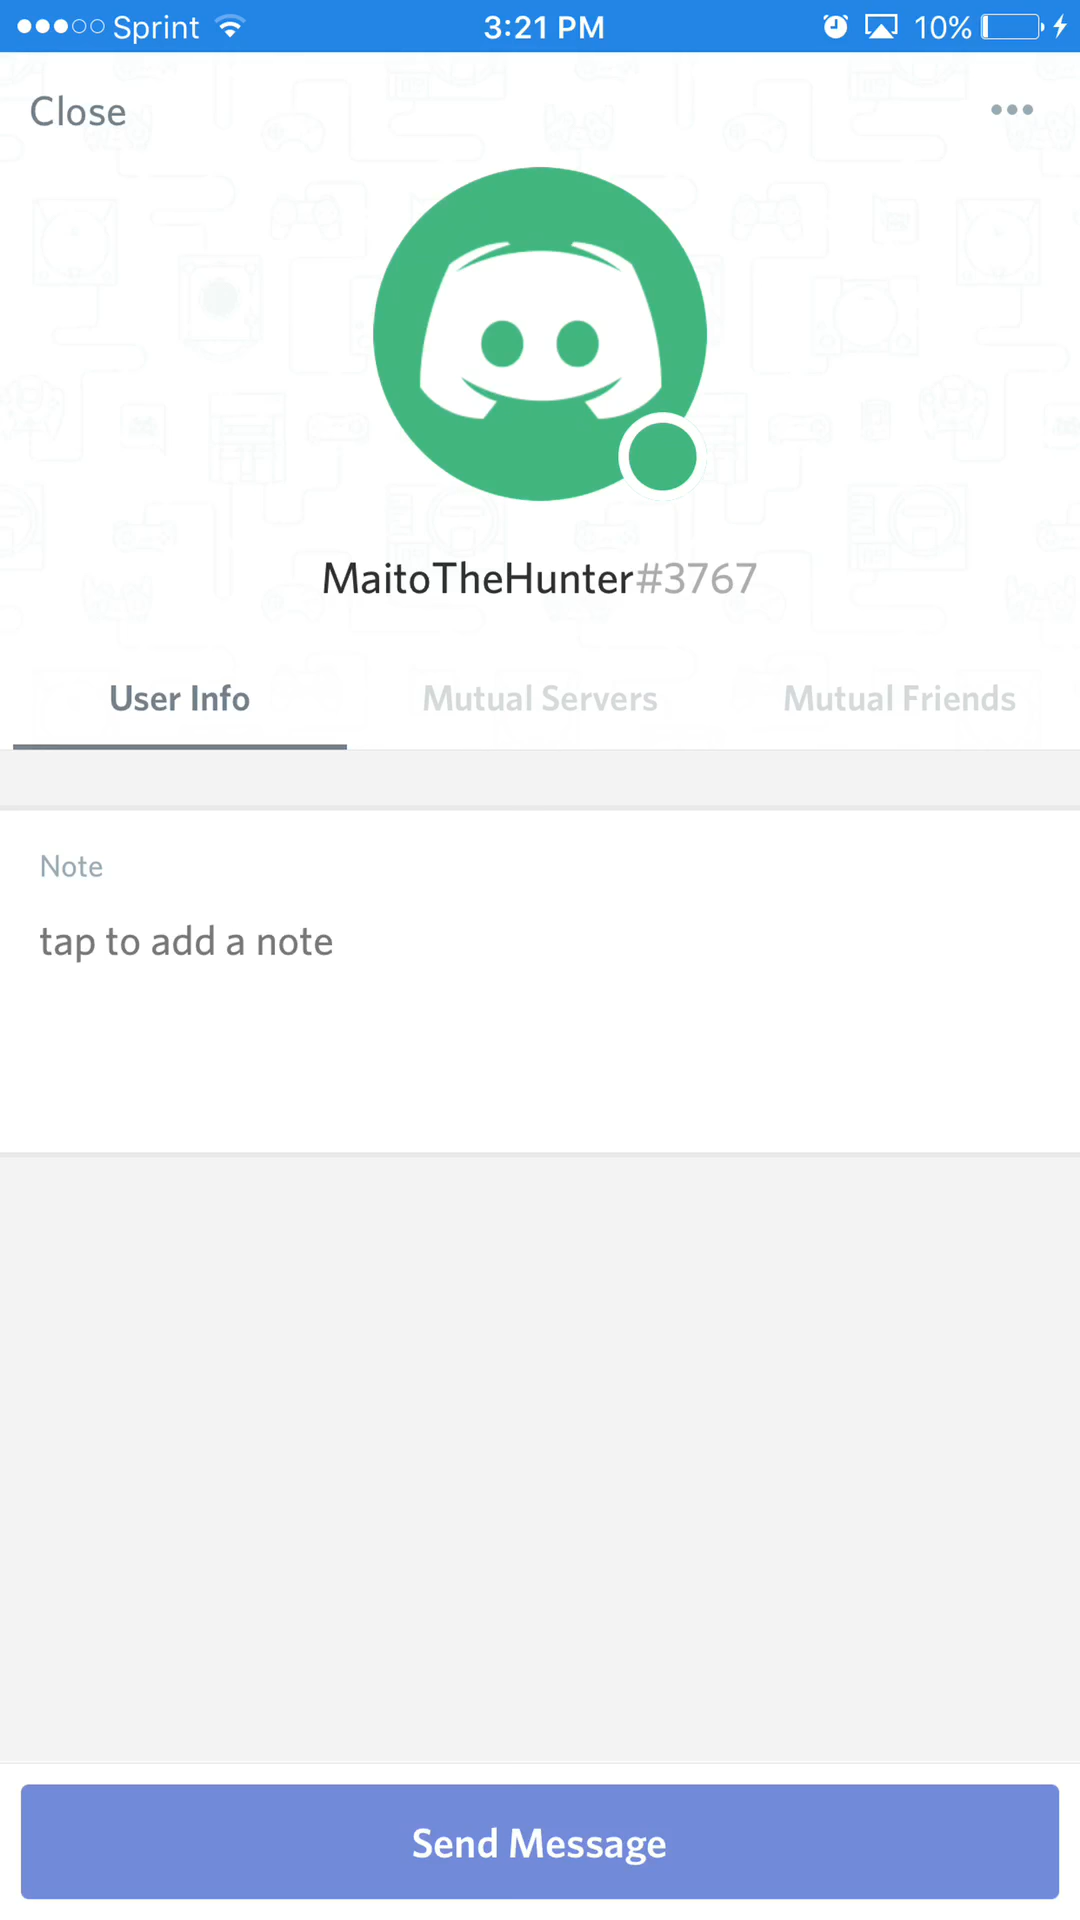 Sprint 3:21 PM 10%
Close
MaitoTheHunter#3767
User Info Mutual Servers Mutual Friends
Note
tap to add a note
Send Message